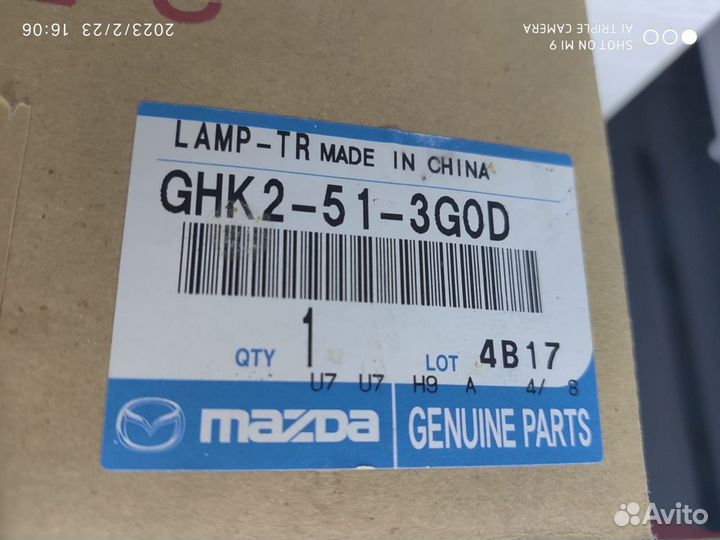 2023/2/23 16:06
SHOT ON MI 9
AI TRIPLE CAMERA
LAMP-TR MADE IN CHINA
GHK2-51-3G0D
QTY 1 LOT 4B17
U7 U7 H9 A 4/ 8
mazda GENUINE PARTS
Avito